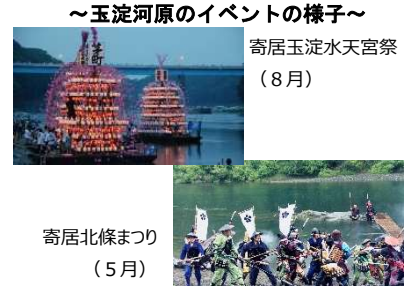 ～玉淀河原のイベントの様子～
寄居玉淀水天宮祭
（８月）
寄居北條まつり
（５月）